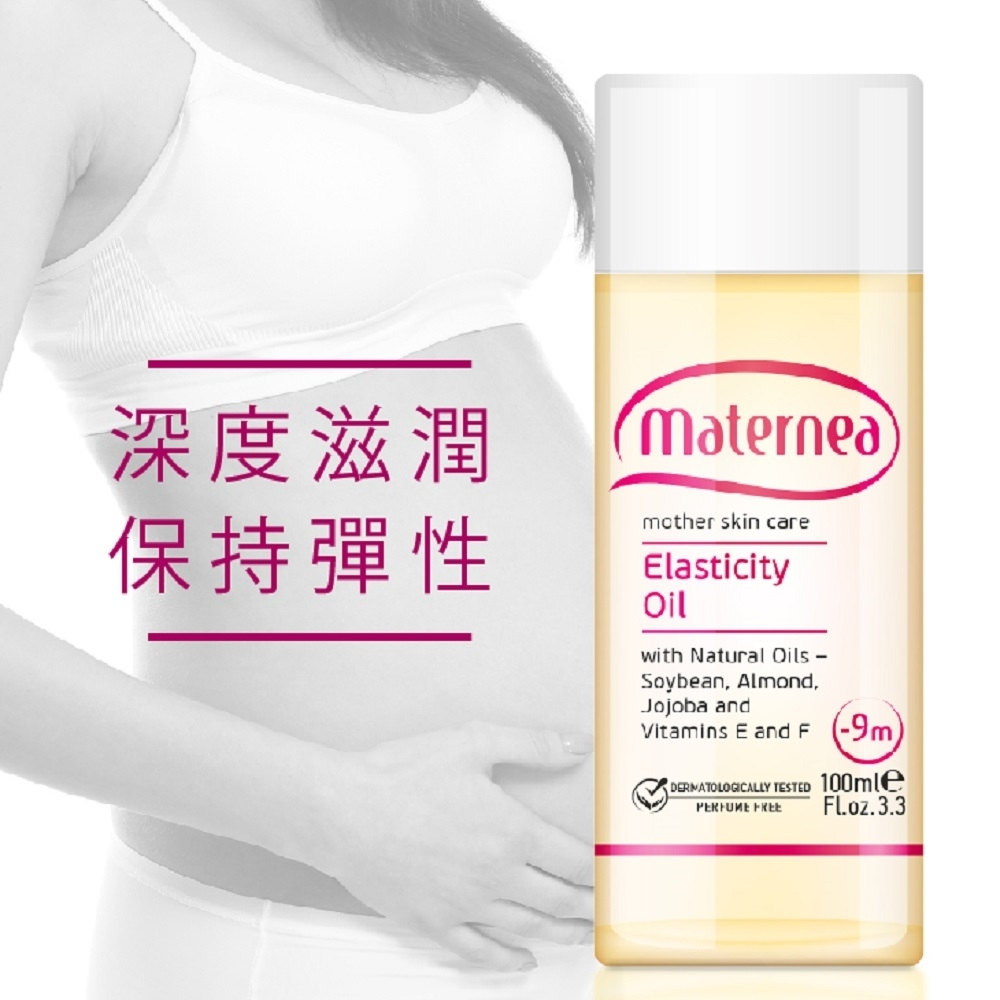 深度滋潤
保持彈性
maternea
mother skin care
Elasticity
Oil
with Natural Oils –
Soybean, Almond,
Jojoba and
Vitamins E and F
-9m
DERMATOLOGICALLY TESTED
PERFUME FREE
100ml e
Fl.oz.3.3